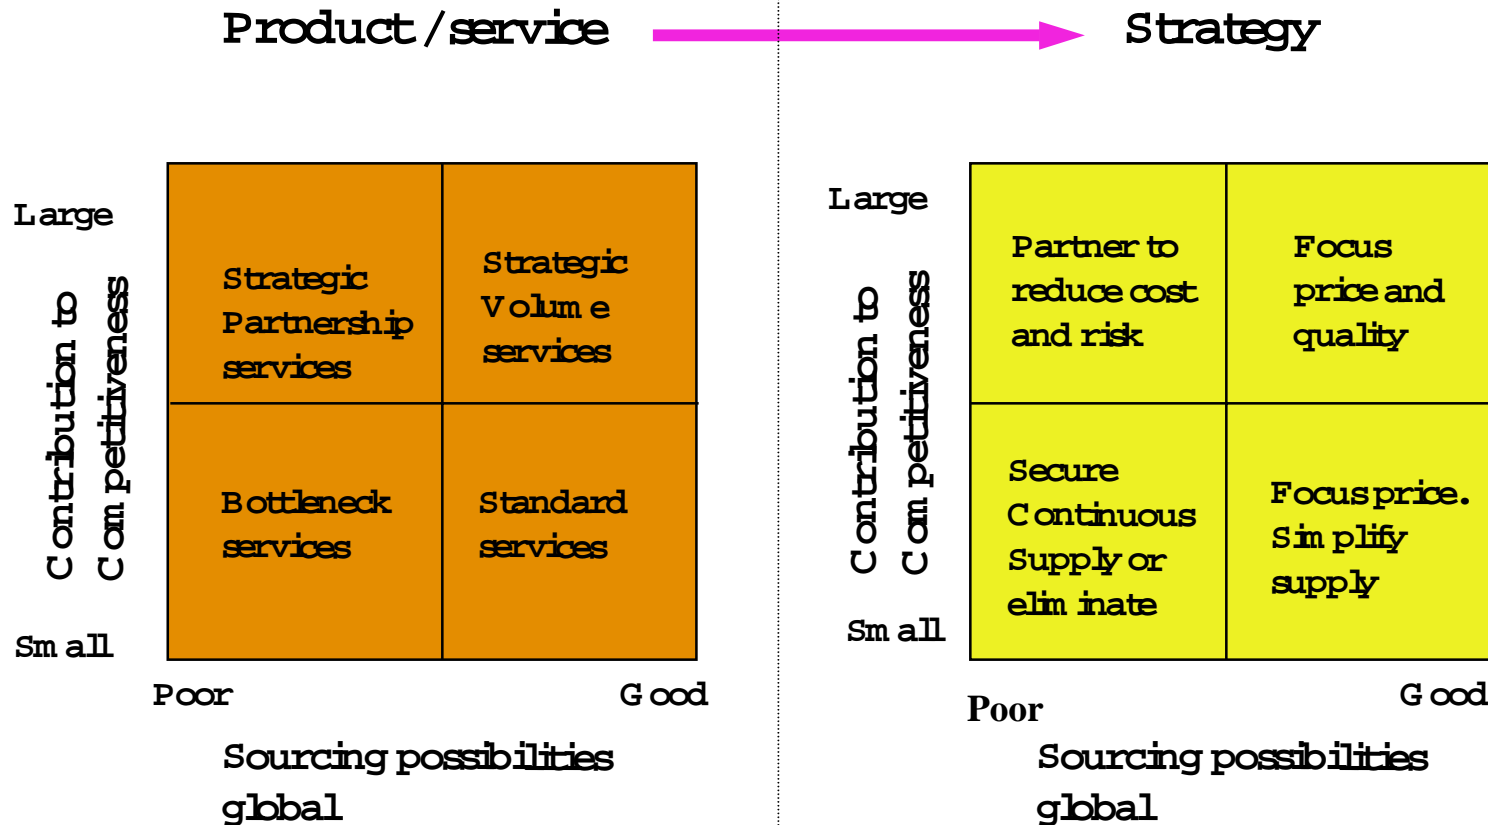 Product/service
Strategy
Large
Contribution to
Competitiveness
Small
Strategic
Partnership
services
Strategic
Volume
services
Bottleneck
services
Standard
services
Poor
Good
Sourcing possibilities
global
Large
Contribution to
Competitiveness
Small
Partner to
reduce cost
and risk
Focus
price and
quality
Secure
Continuous
Supply or
eliminate
Focus price.
Simplify
supply
Poor
Good
Sourcing possibilities
global